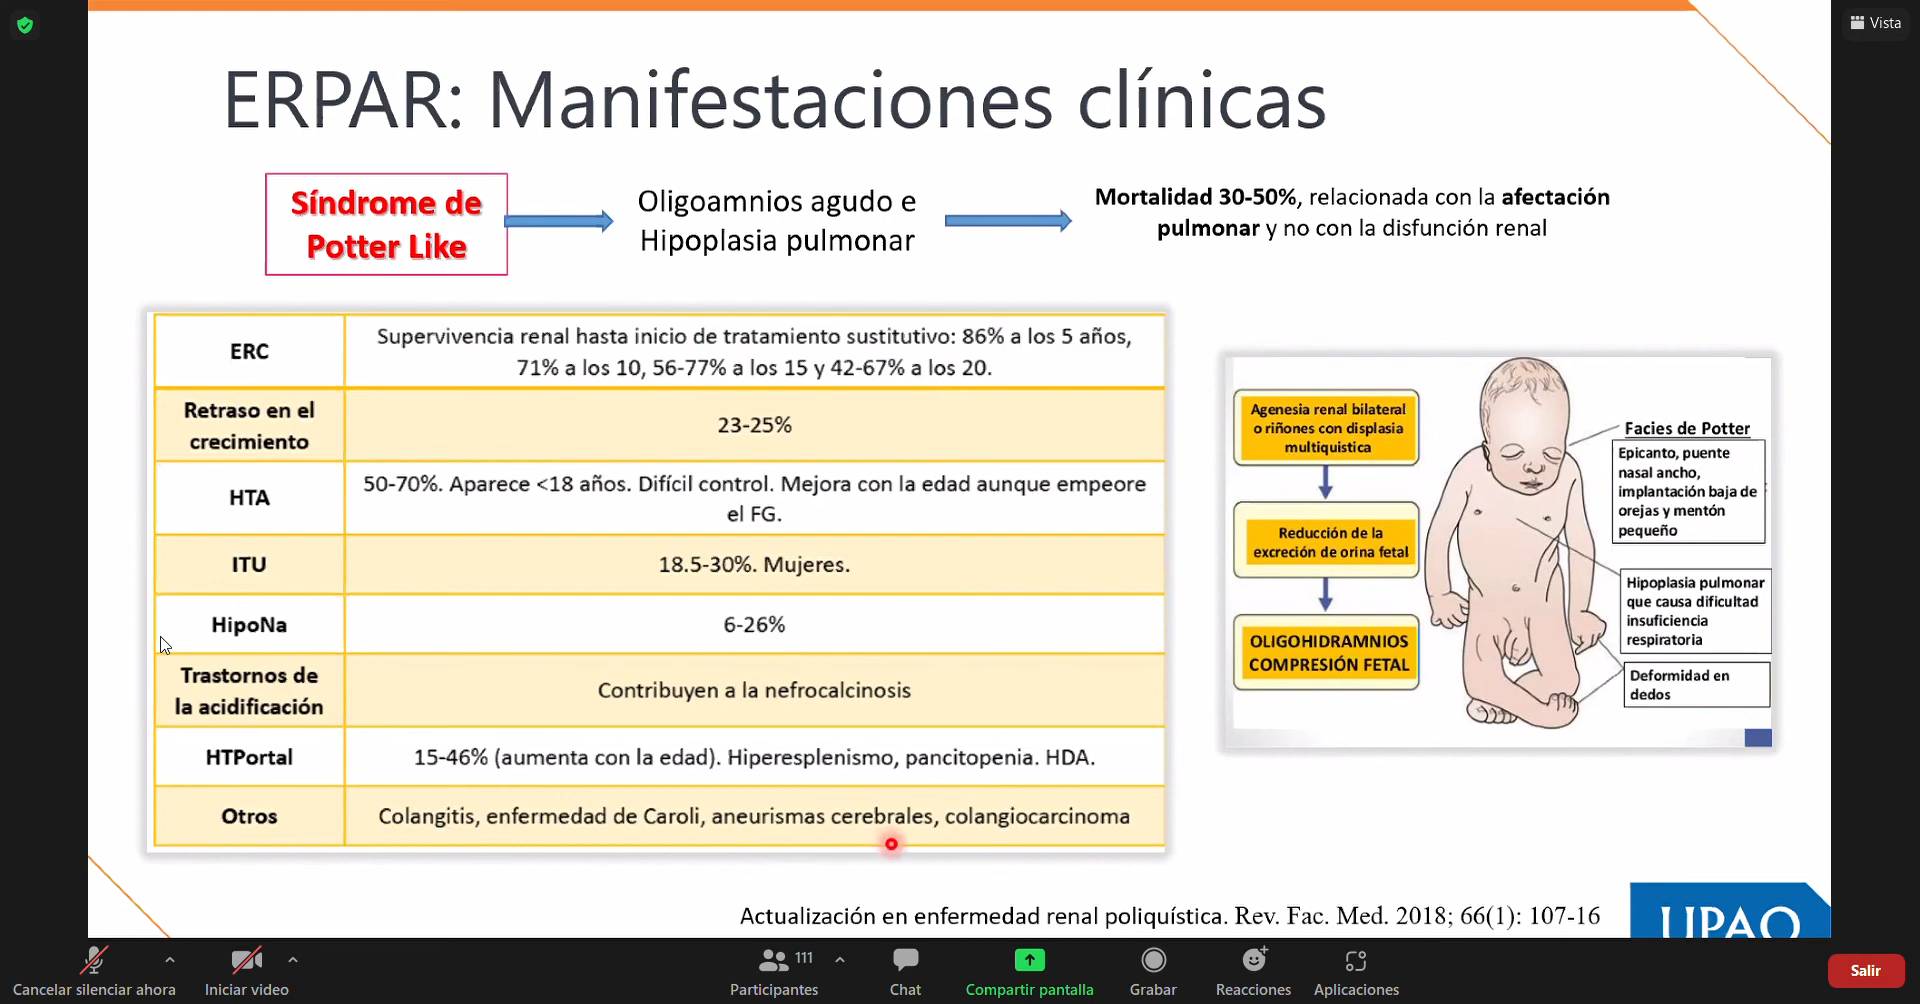 Vista
ERPAR: Manifestaciones clínicas
Síndrome de
Potter Like
Oligoamnios agudo e
Hipoplasia pulmonar
Mortalidad 30-50%, relacionada con la afectación
pulmonar y no con la disfunción renal
ERC
Supervivencia renal hasta inicio de tratamiento sustitutivo: 86% a los 5 años,
71% a los 10, 56-77% a los 15 y 42-67% a los 20.
Retraso en el
crecimiento
23-25%
HTA
50-70%. Aparece <18 años. Difícil control. Mejora con la edad aunque empeore
el FG.
ITU
18.5-30%. Mujeres.
HipoNa
6-26%
Trastornos de
la acidificación
Contribuyen a la nefrocalcinosis
HTPortal
15-46% (aumenta con la edad). Hiperesplenismo, pancitopenia. HDA.
Otros
Colangitis, enfermedad de Caroli, aneurismas cerebrales, colangiocarcinoma
Agenesia renal bilateral
o riñones con displasia
multiquistica
Reducción de la
excreción de orina fetal
OLIGOHIDRAMNIOS
COMPRESIÓN FETAL
Facies de Potter
Epicanto, puente
nasal ancho,
implantación baja de
orejas y mentón
pequeño
Hipoplasia pulmonar
que causa dificultad
insuficiencia
respiratoria
Deformidad en
dedos
Actualización en enfermedad renal poliquística. Rev. Fac. Med. 2018; 66(1): 107-16
UPAO
Cancelar silenciar ahora
Iniciar video
111
Participantes
Chat
Compartir pantalla
Grabar
Reacciones
Aplicaciones
Salir